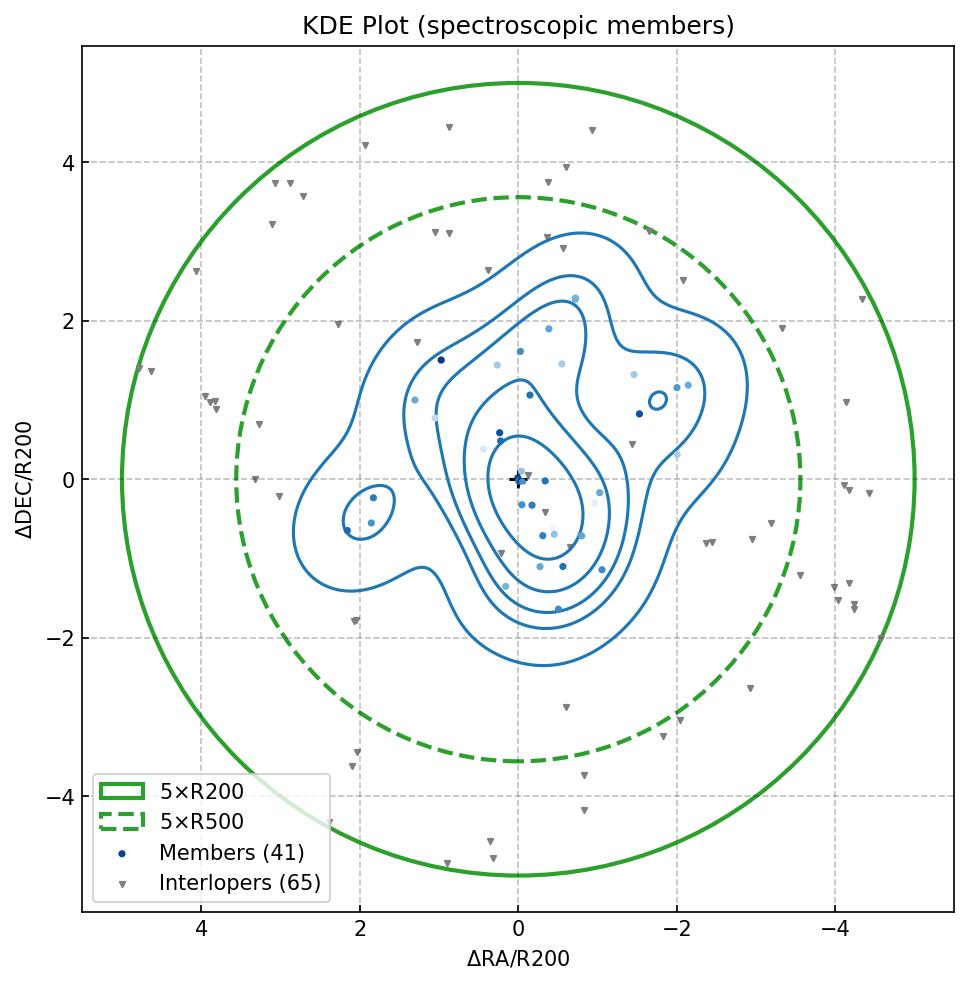 KDE Plot (spectroscopic members)
ΔDEC/R200
4
2
0
−2
−4
5×R200
5×R500
Members (41)
Interlopers (65)
4
2
0
−2
−4
ΔRA/R200